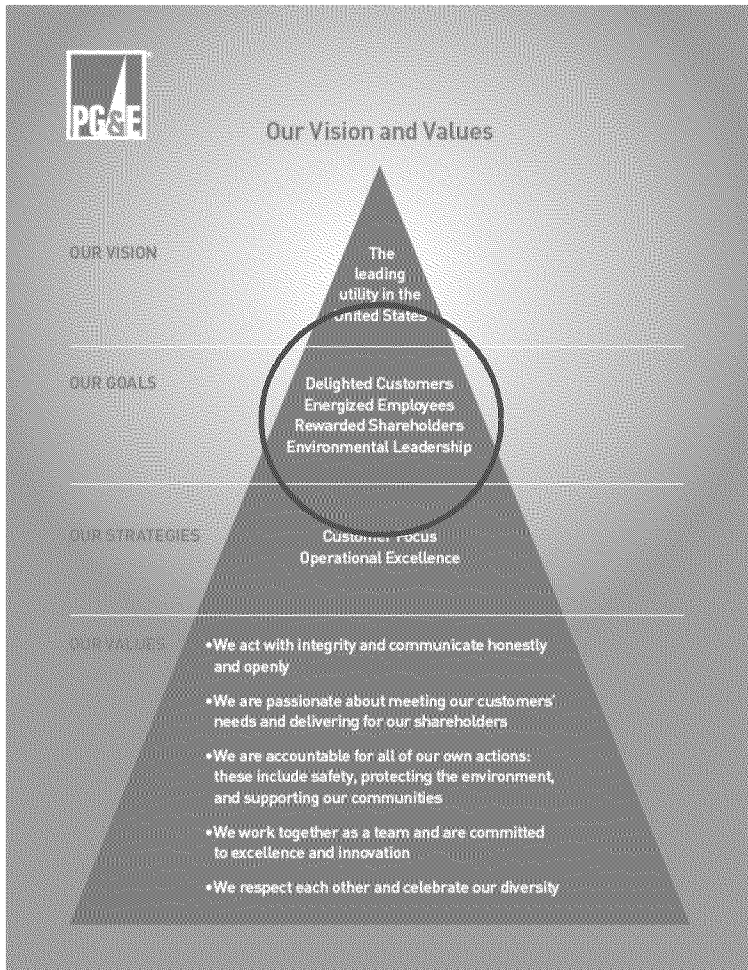 PG&E
Our Vision and Values
OUR VISION
The
leading
utility in the
United States
OUR GOALS
Delighted Customers
Energized Employees
Rewarded Shareholders
Environmental Leadership
OUR STRATEGIES
Customer Focus
Operational Excellence
OUR VALUES
•We act with integrity and communicate honestly
and openly
•We are passionate about meeting our customers'
needs and delivering for our shareholders
•We are accountable for all of our own actions:
these include safety, protecting the environment,
and supporting our communities
•We work together as a team and are committed
to excellence and innovation
•We respect each other and celebrate our diversity